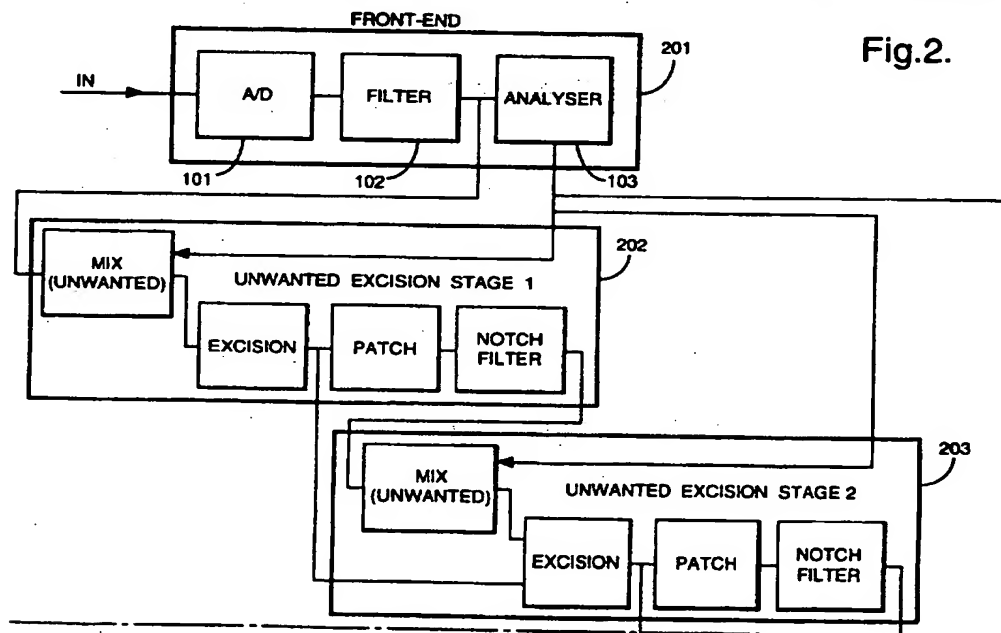 FRONT-END
Fig.2.
201
IN
A/D
FILTER
ANALYSER
101
102
103
202
MIX
(UNWANTED)
UNWANTED EXCISION STAGE 1
EXCISION
PATCH
NOTCH
FILTER
203
MIX
(UNWANTED)
UNWANTED EXCISION STAGE 2
EXCISION
PATCH
NOTCH
FILTER